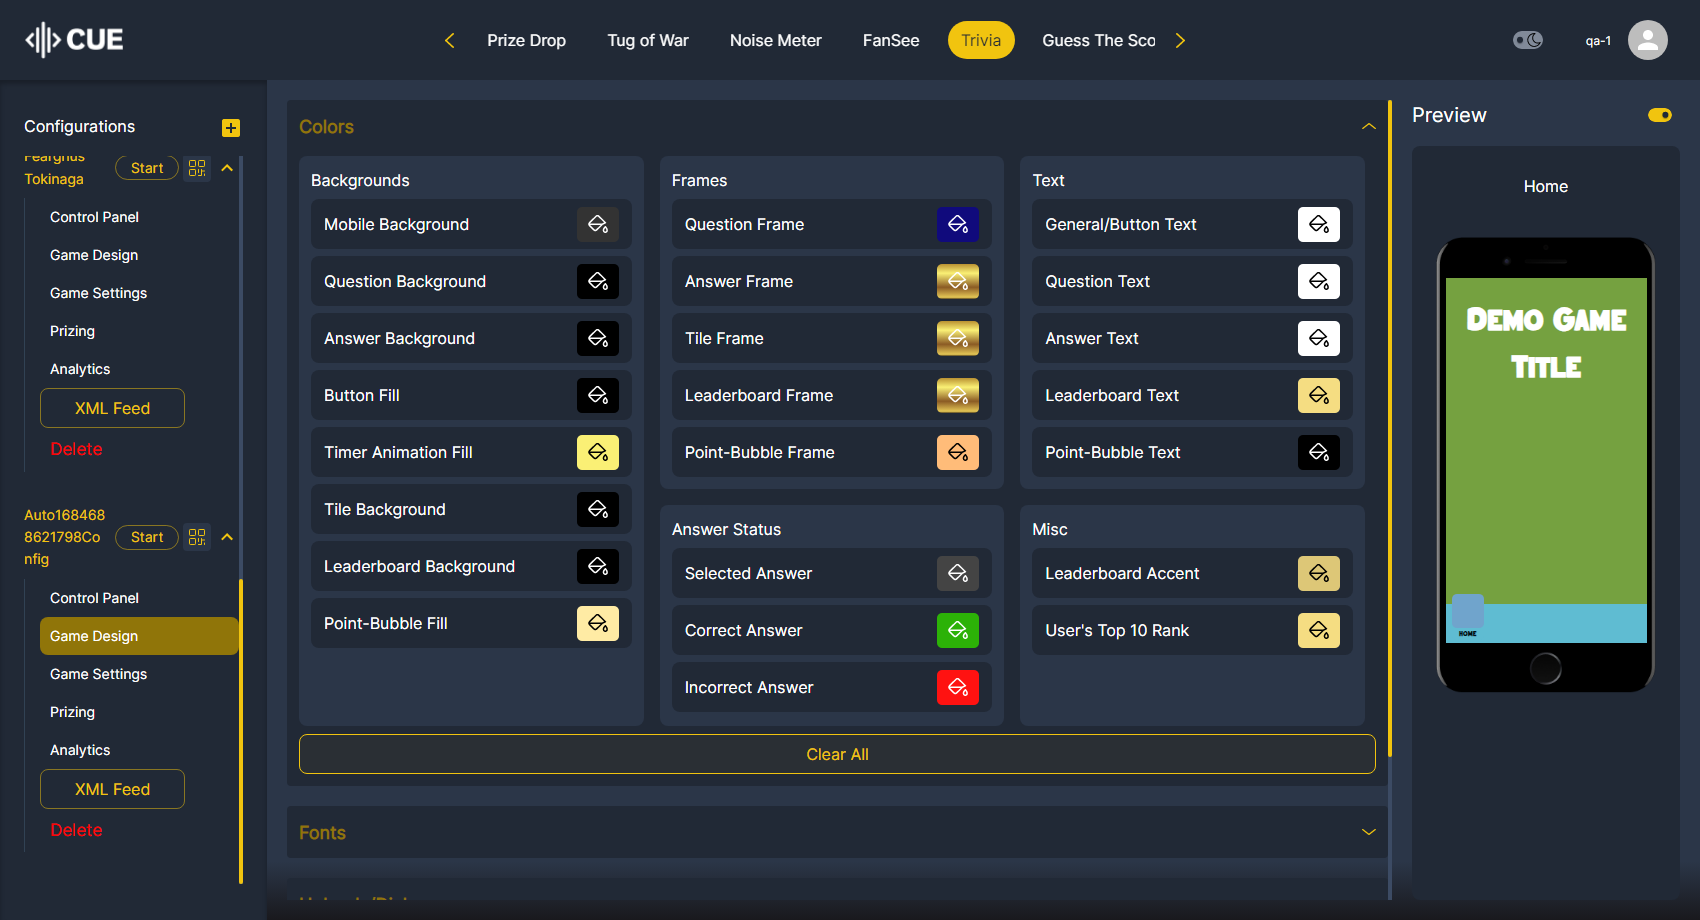 CUE
Prize Drop
Tug of War
Noise Meter
FanSee
Trivia
Guess The Sco
qa-1
Configurations
Fearghus
Tokinaga
Start
Control Panel
Game Design
Game Settings
Prizing
Analytics
XML Feed
Delete
Auto168468
8621798Co
nfig
Start
Control Panel
Game Design
Game Settings
Prizing
Analytics
XML Feed
Delete
Colors
Backgrounds
Mobile Background
Question Background
Answer Background
Button Fill
Timer Animation Fill
Tile Background
Leaderboard Background
Point-Bubble Fill
Frames
Question Frame
Answer Frame
Tile Frame
Leaderboard Frame
Point-Bubble Frame
Text
General/Button Text
Question Text
Answer Text
Leaderboard Text
Point-Bubble Text
Answer Status
Selected Answer
Correct Answer
Incorrect Answer
Misc
Leaderboard Accent
User's Top 10 Rank
Clear All
Fonts
Preview
Home
Demo Game
Title
HOME